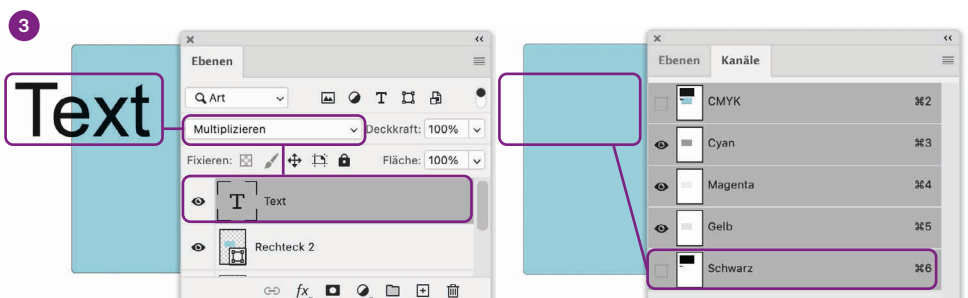 3
Text
Ebenen
Art
T
Multiplizieren
Deckkraft: 100%
Fixieren:
Fläche: 100%
T Text
Rechteck 2
fx
Ebenen Kanäle
CMYK ⌘2
Cyan ⌘3
Magenta ⌘4
Gelb ⌘5
Schwarz ⌘6